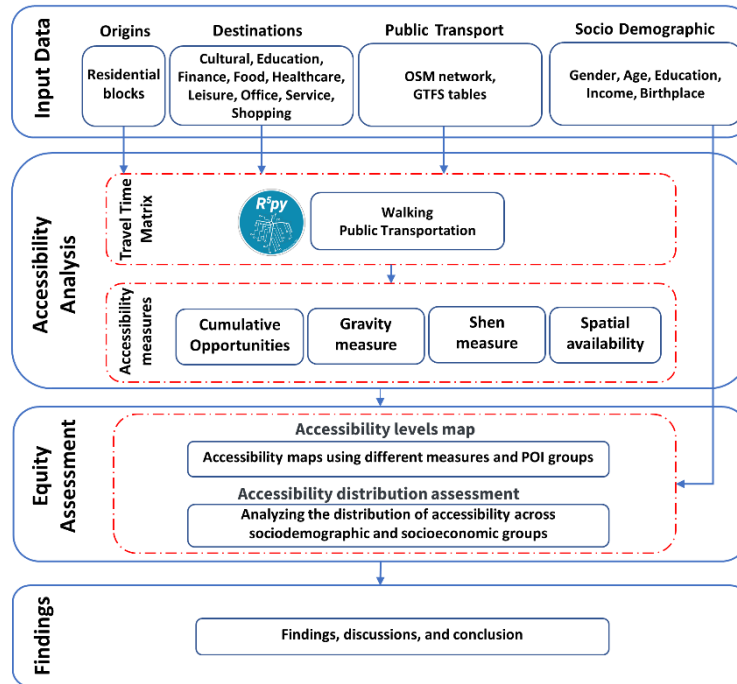 Input Data
Origins
Residential
blocks
Destinations
Cultural, Education,
Finance, Food, Healthcare,
Leisure, Office, Service,
Shopping
Public Transport
OSM network,
GTFS tables
Socio Demographic
Gender, Age, Education,
Income, Birthplace
Accessibility
Analysis
Travel Time
Matrix
R⁵py
Walking
Public Transportation
Accessibility
measures
Cumulative
Opportunities
Gravity
measure
Shen
measure
Spatial
availability
Equity
Assessment
Accessibility levels map
Accessibility maps using different measures and POI groups
Accessibility distribution assessment
Analyzing the distribution of accessibility across
sociodemographic and socioeconomic groups
Findings
Findings, discussions, and conclusion